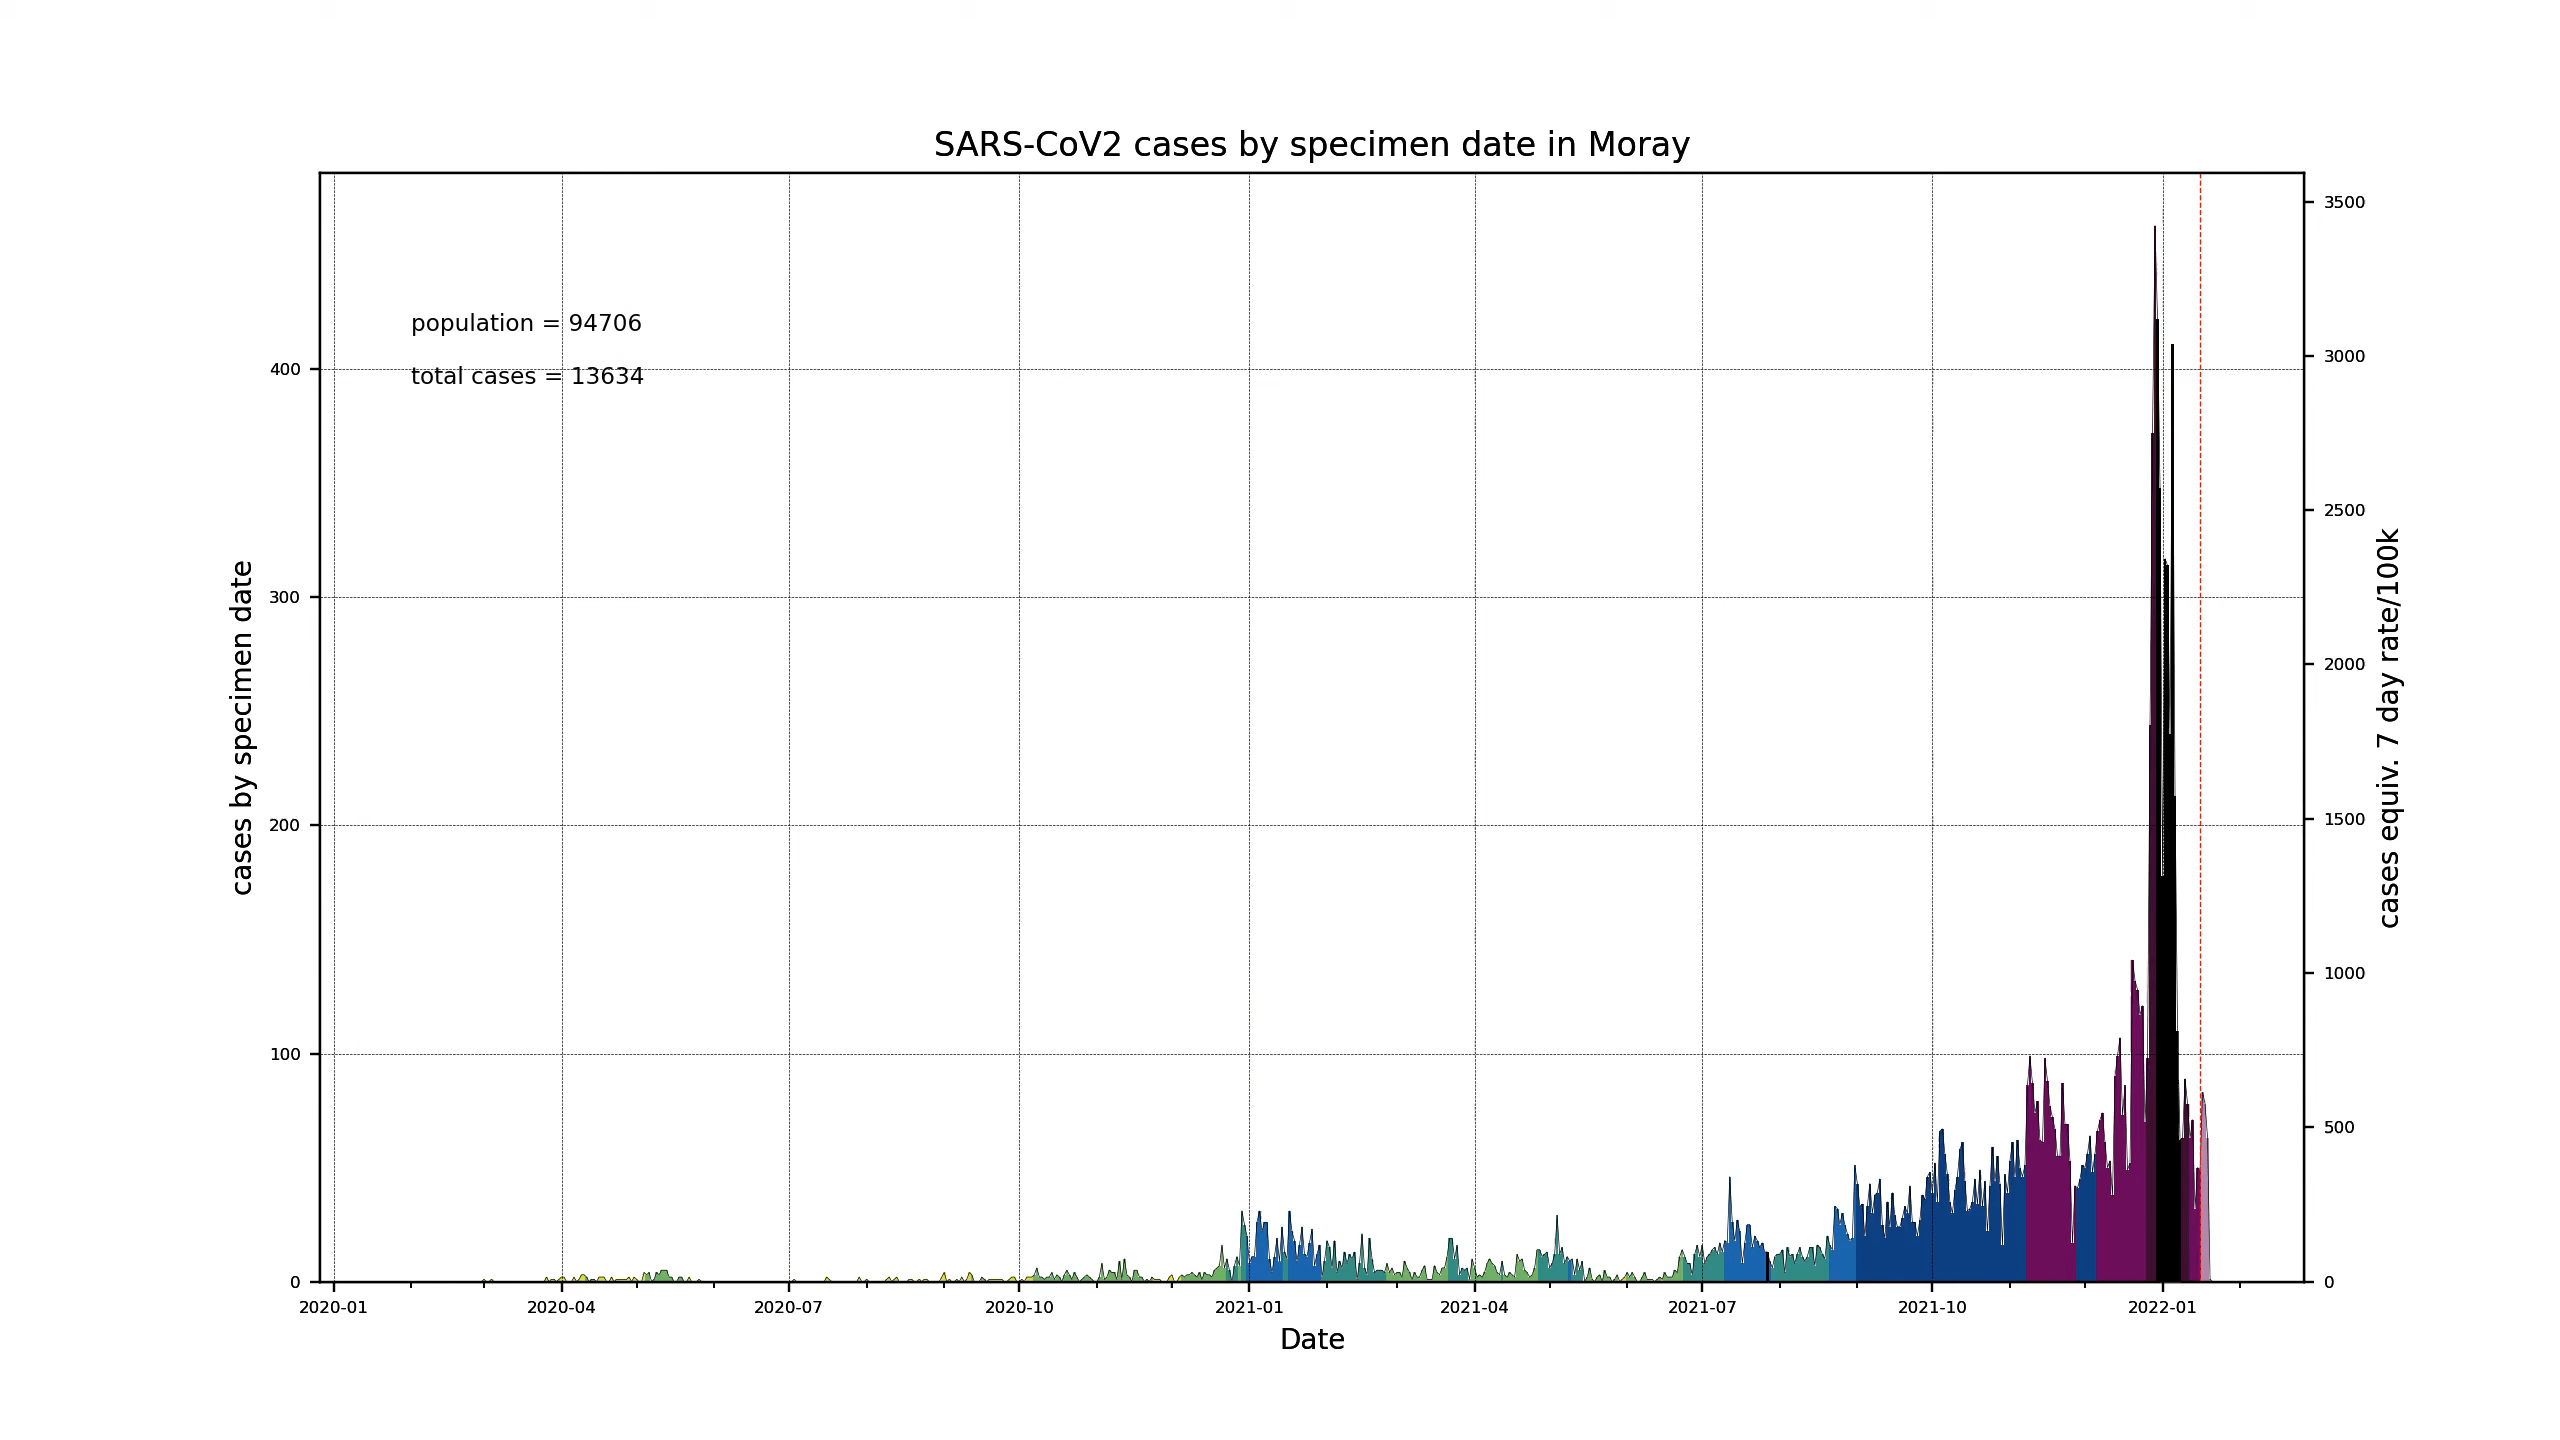 SARS-CoV2 cases by specimen date in Moray
population = 94706
total cases = 13634
cases by specimen date
400
300
200
100
0
3500
3000
2500
2000
1500
1000
500
0
cases equiv. 7 day rate/100k
2020-01 2020-04 2020-07 2020-10 2021-01 2021-04 2021-07 2021-10 2022-01
Date